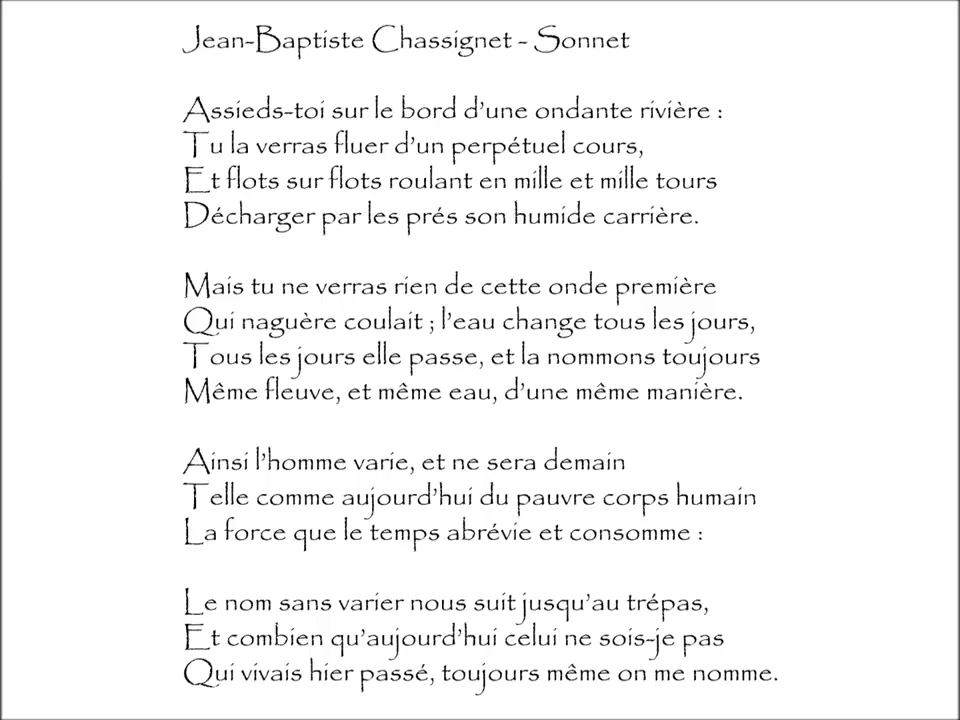 Jean-Baptiste Chassignet - Sonnet
Assieds-toi sur le bord d'une ondante rivière :
Tu la verras fluer d'un perpétuel cours,
Et flots sur flots roulant en mille et mille tours
Décharger par les prés son humide carrière.
Mais tu ne verras rien de cette onde première
Qui naguère coulait ; l'eau change tous les jours,
Tous les jours elle passe, et la nommons toujours
Même fleuve, et même eau, d'une même manière.
Ainsi l'homme varie, et ne sera demain
Telle comme aujourd'hui du pauvre corps humain
La force que le temps abrévie et consomme :
Le nom sans varier nous suit jusqu'au trépas,
Et combien qu'aujourd'hui celui ne sois-je pas
Qui vivais hier passé, toujours même on me nomme.